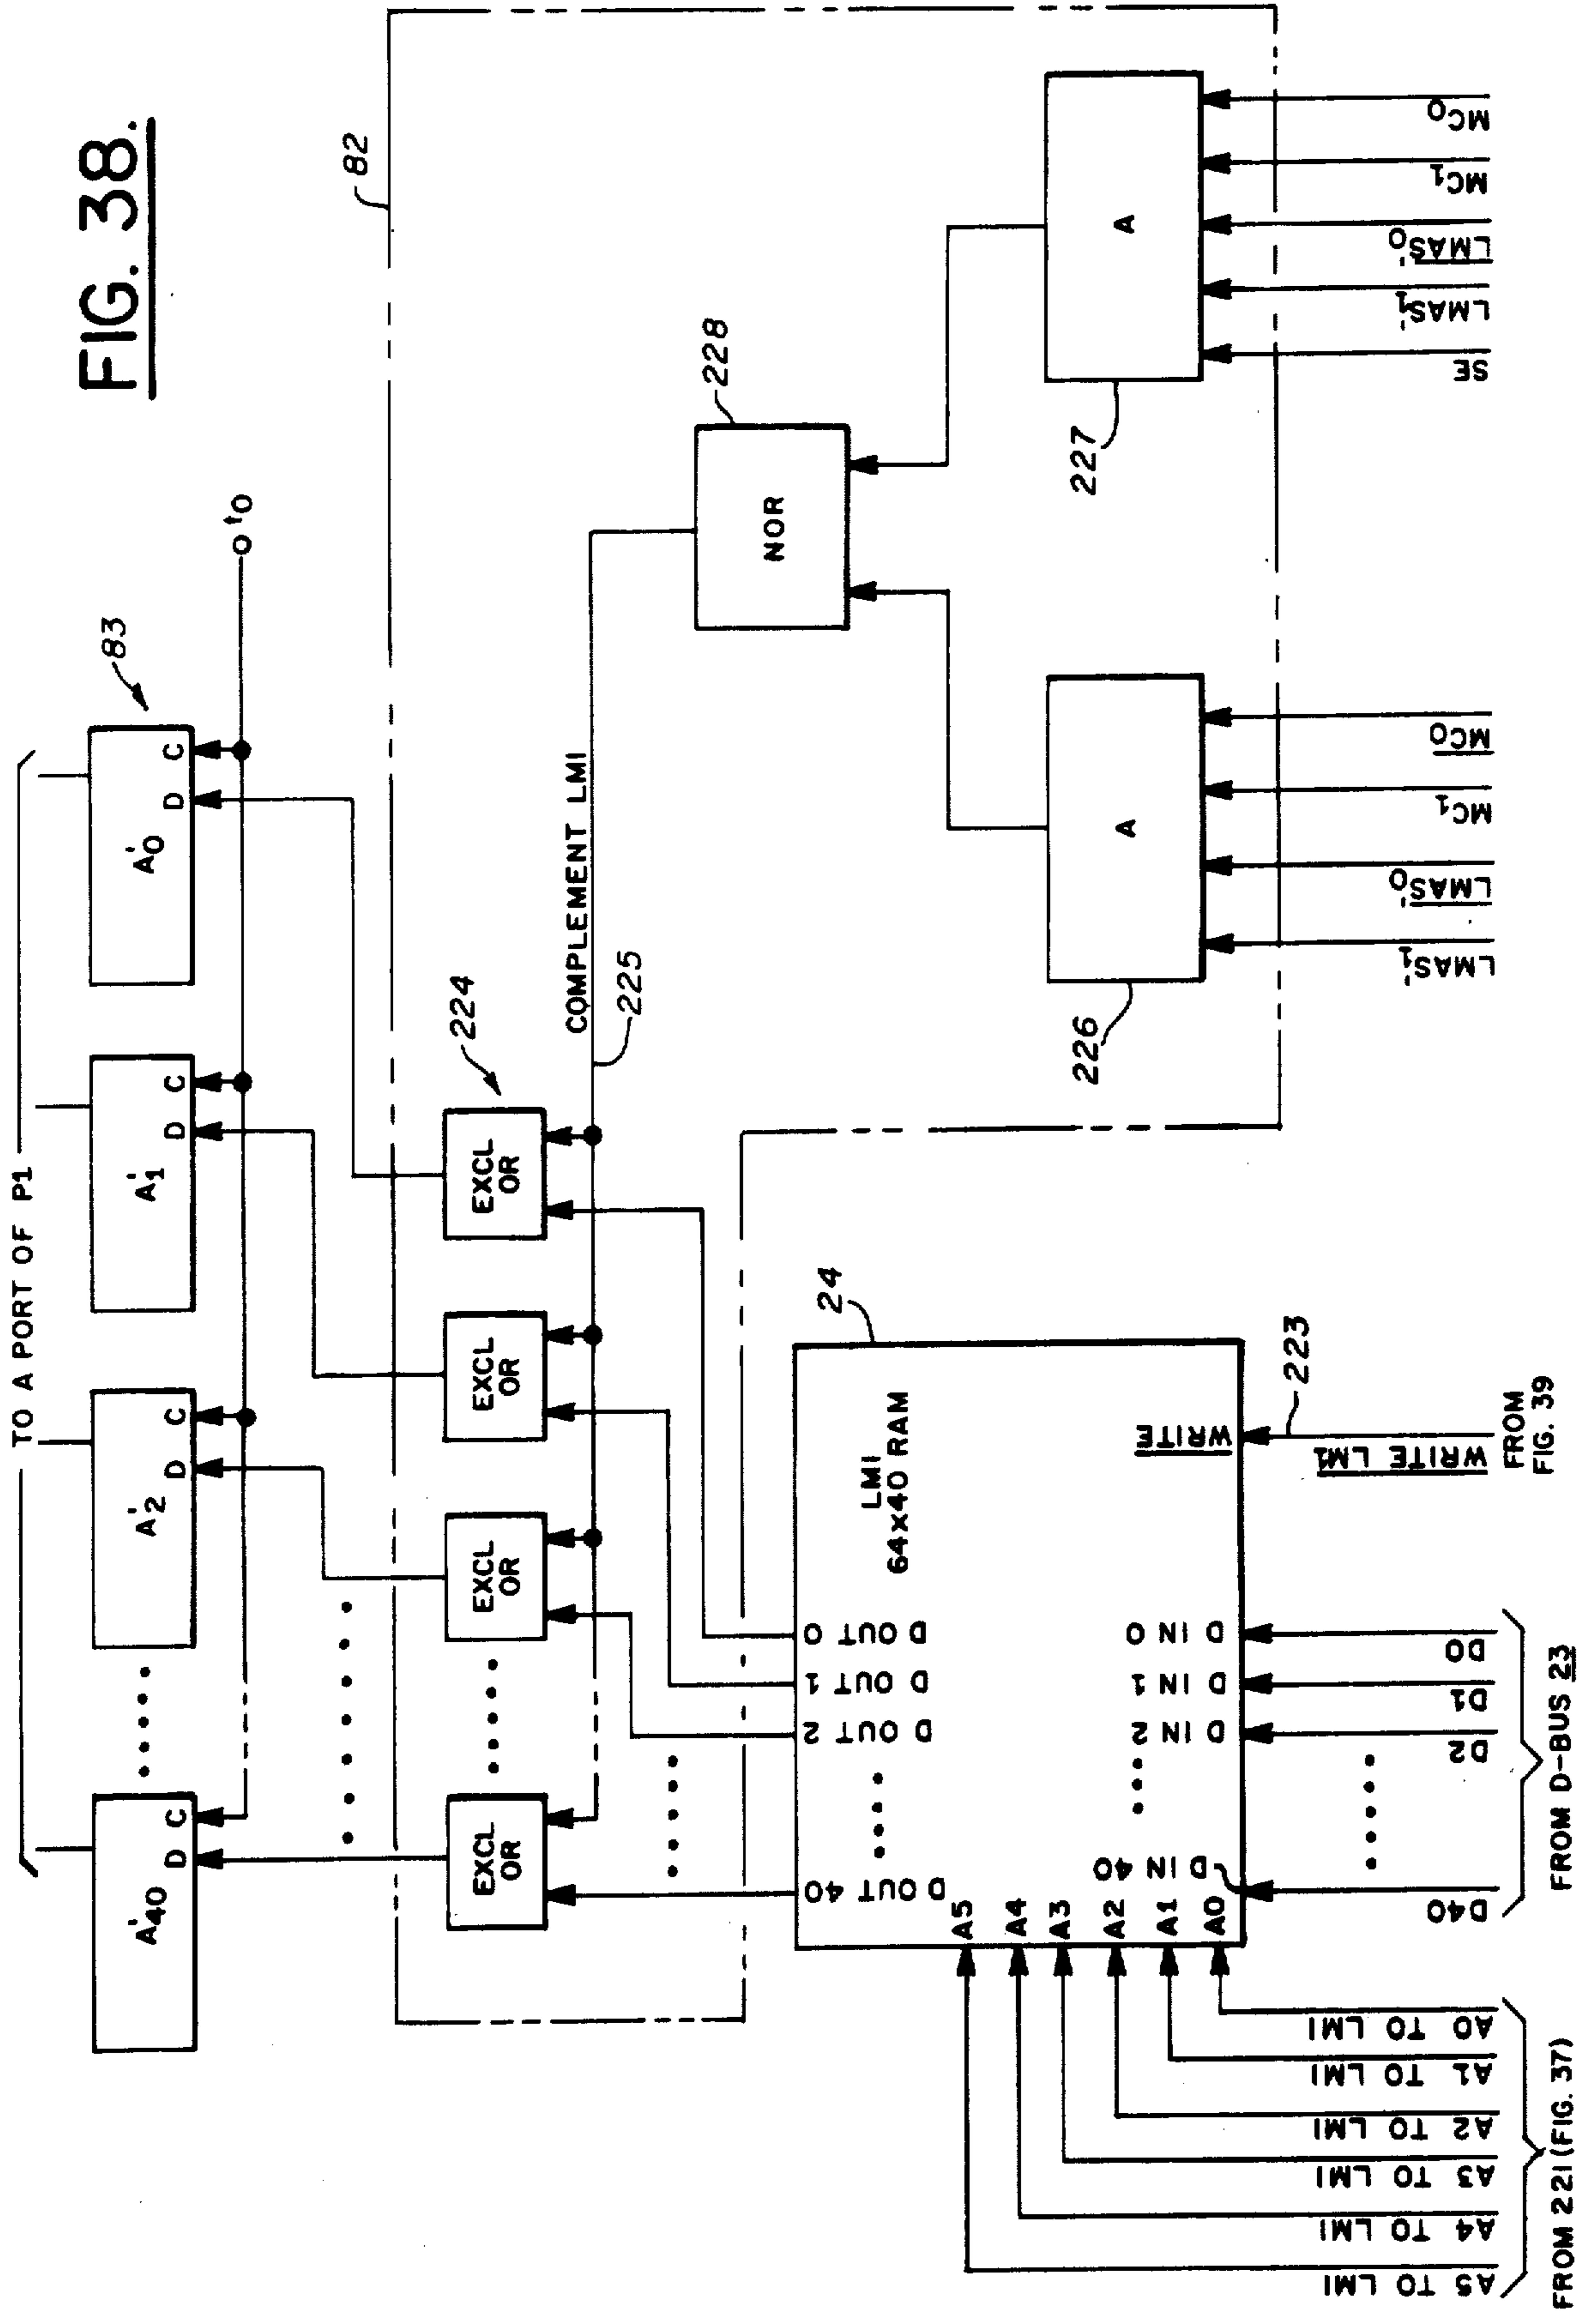 FIG. 38.
TO A PORT OF P1
A'40
D
C
A'2
D
C
A'1
D
C
A'0
D
C
83
t0
82
EXCL
OR
EXCL
OR
EXCL
OR
EXCL
OR
224
COMPLEMENT LMI
225
NOR
228
A
226
A
227
LMAS'1
LMAS'0
MC1
MC0
SE
LMAS'1
LMAS'0
MC1
MC0
24
LMI
64x40 RAM
D OUT 40
D OUT 2
D OUT 1
D OUT 0
A5
A4
A3
A2
A1
A0
D IN 40
D IN 2
D IN 1
D IN 0
WRITE
223
WRITE LM1
FROM
FIG. 39
D40
D2
D1
D0
FROM D-BUS 23
A5 TO LMI
A4 TO LMI
A3 TO LMI
A2 TO LMI
A1 TO LMI
A0 TO LMI
FROM 221 (FIG. 37)